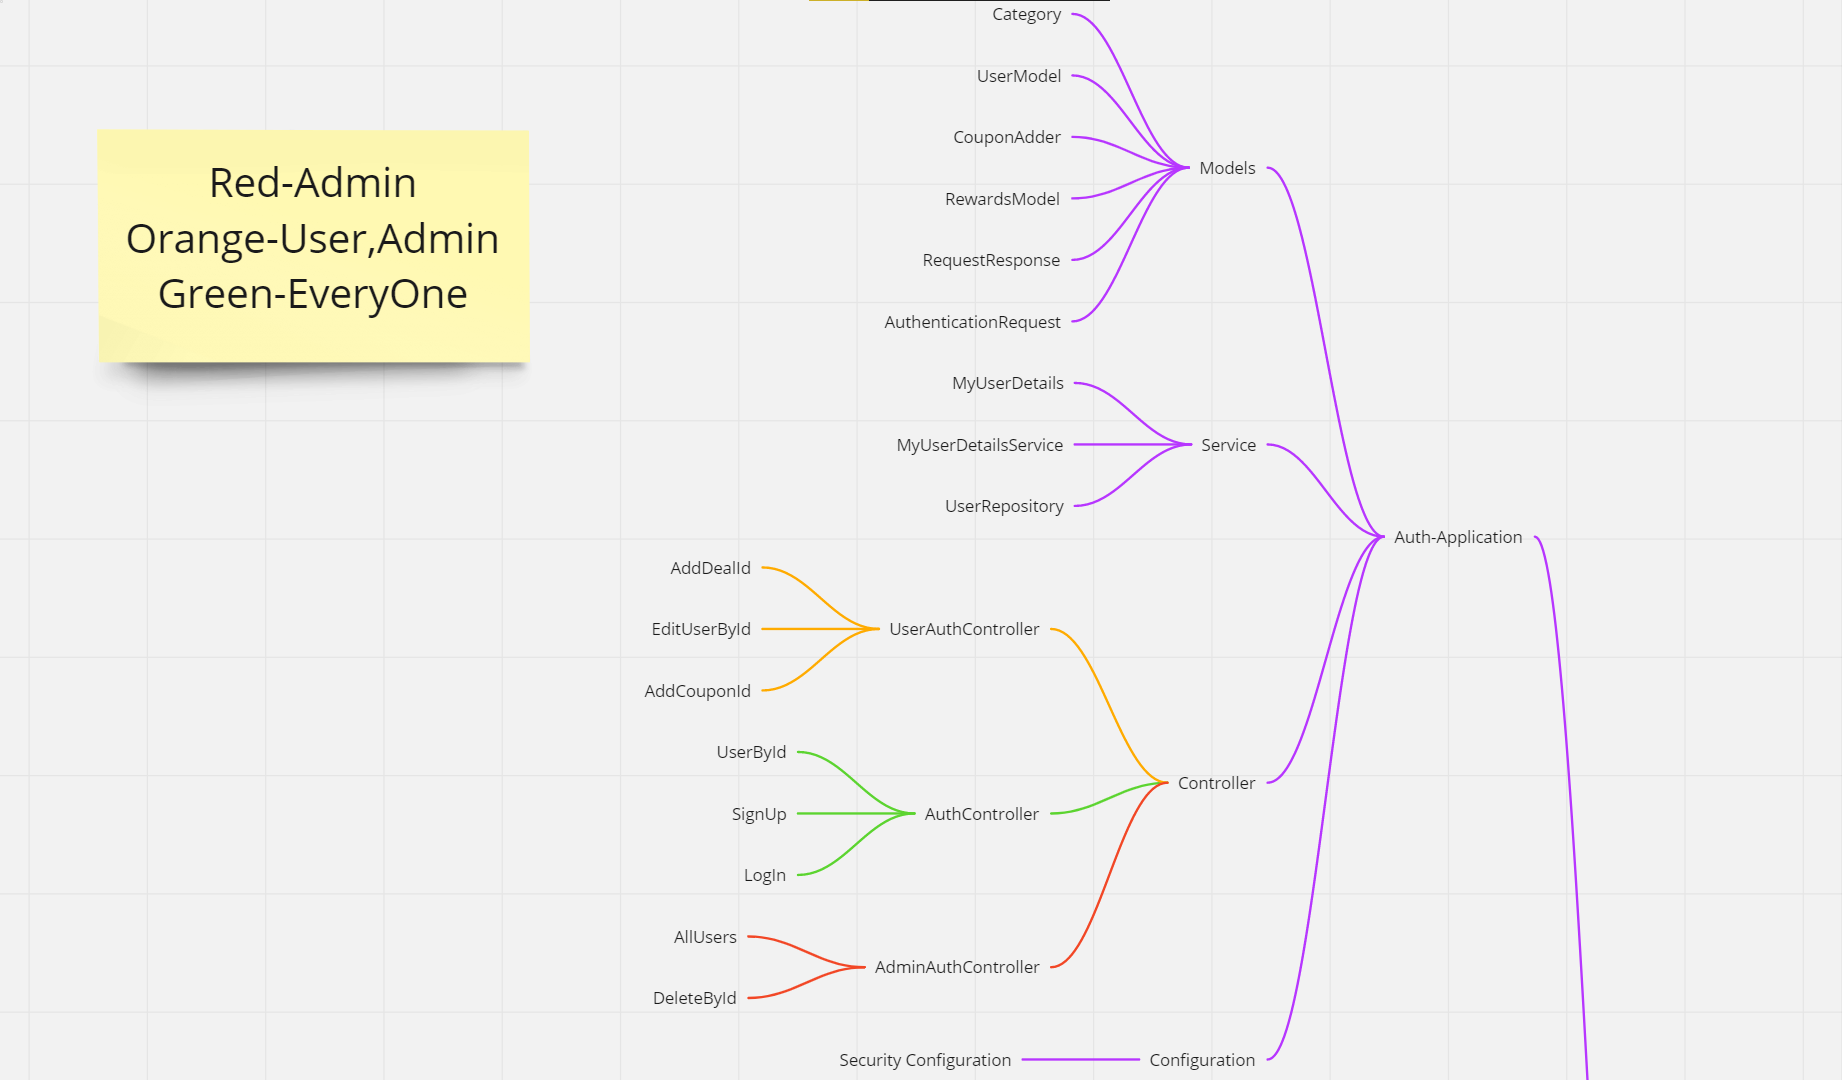 Red-Admin
Orange-User,Admin
Green-EveryOne
Category
UserModel
CouponAdder
RewardsModel
RequestResponse
AuthenticationRequest
Models
MyUserDetails
MyUserDetailsService
UserRepository
Service
Auth-Application
AddDealId
EditUserById
AddCouponId
UserAuthController
UserById
SignUp
LogIn
AuthController
Controller
AllUsers
DeleteById
AdminAuthController
Security Configuration
Configuration